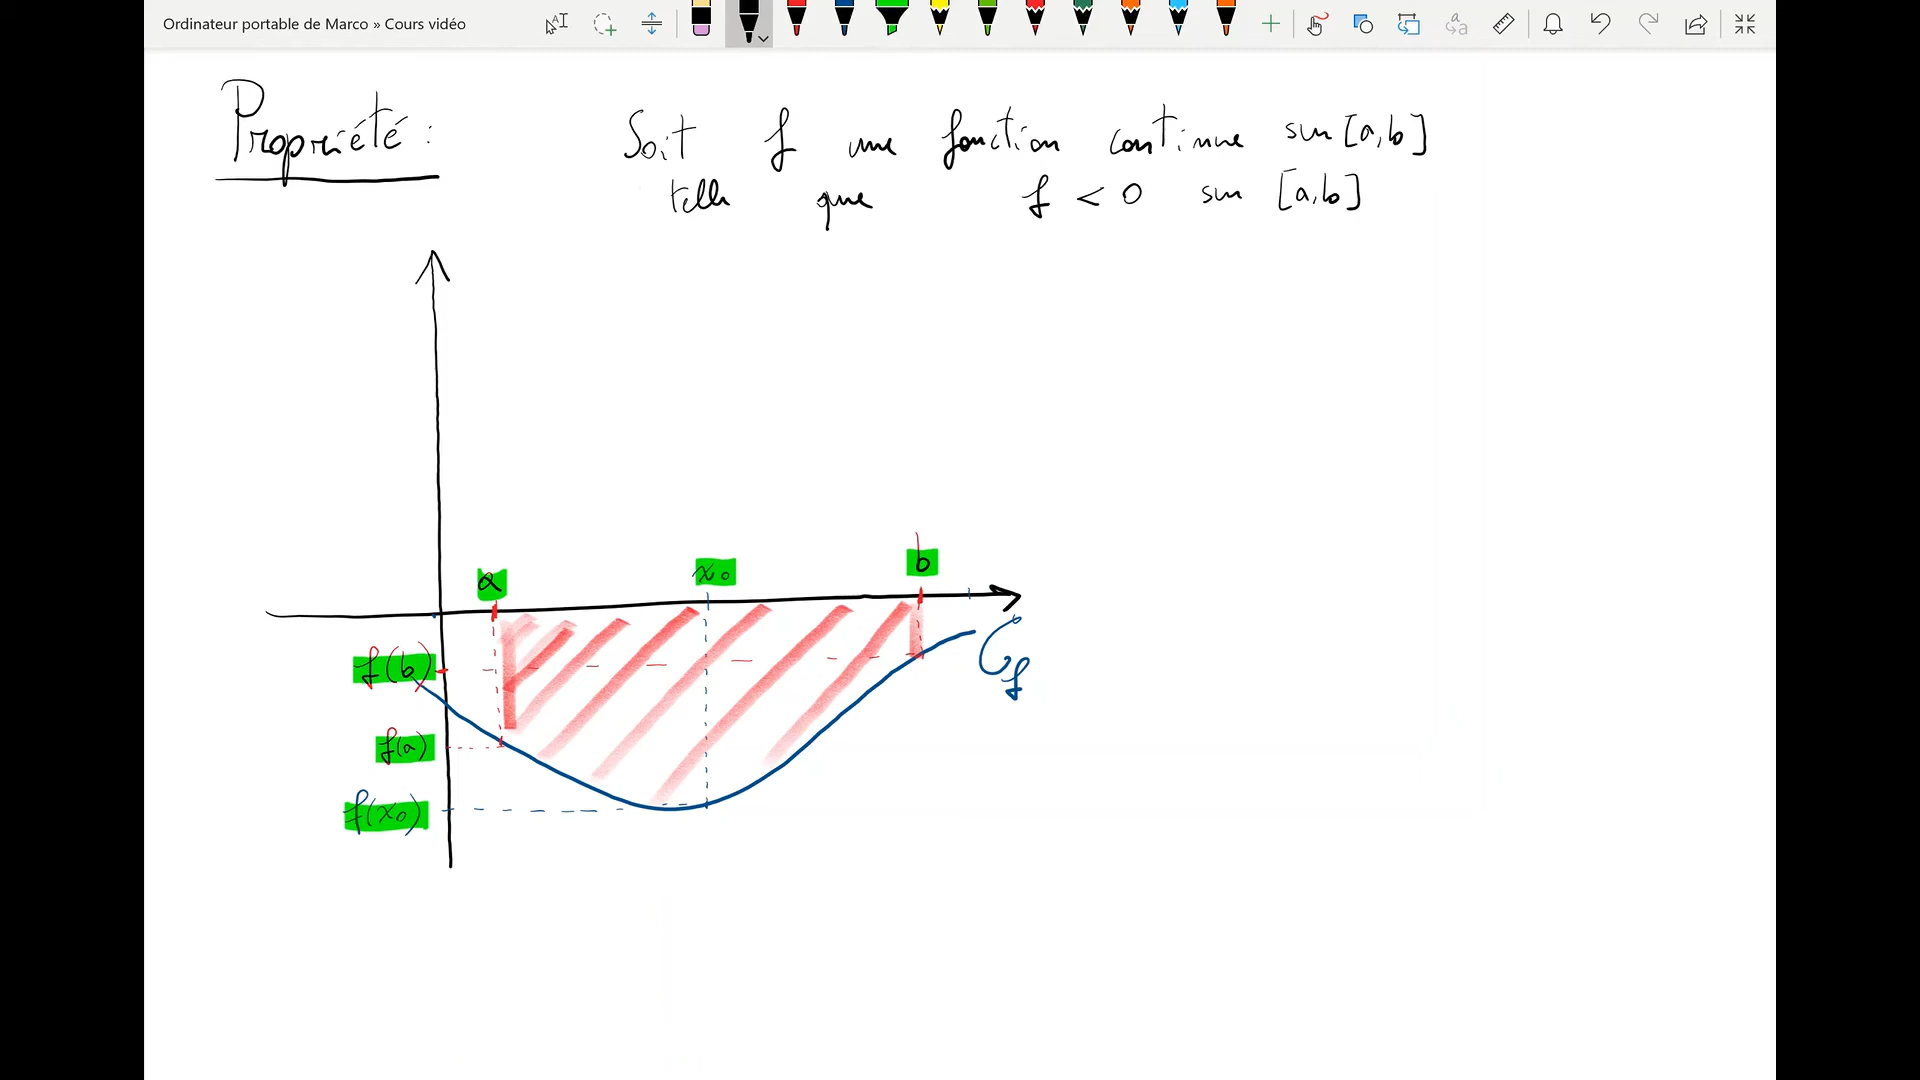 Ordinateur portable de Marco » Cours vidéo
Propriété : Soit f une fonction continue sur [a,b]
telle que f < 0 sur [a,b]
a x₀ b
f(b)
f(a)
f(x₀)
Cf